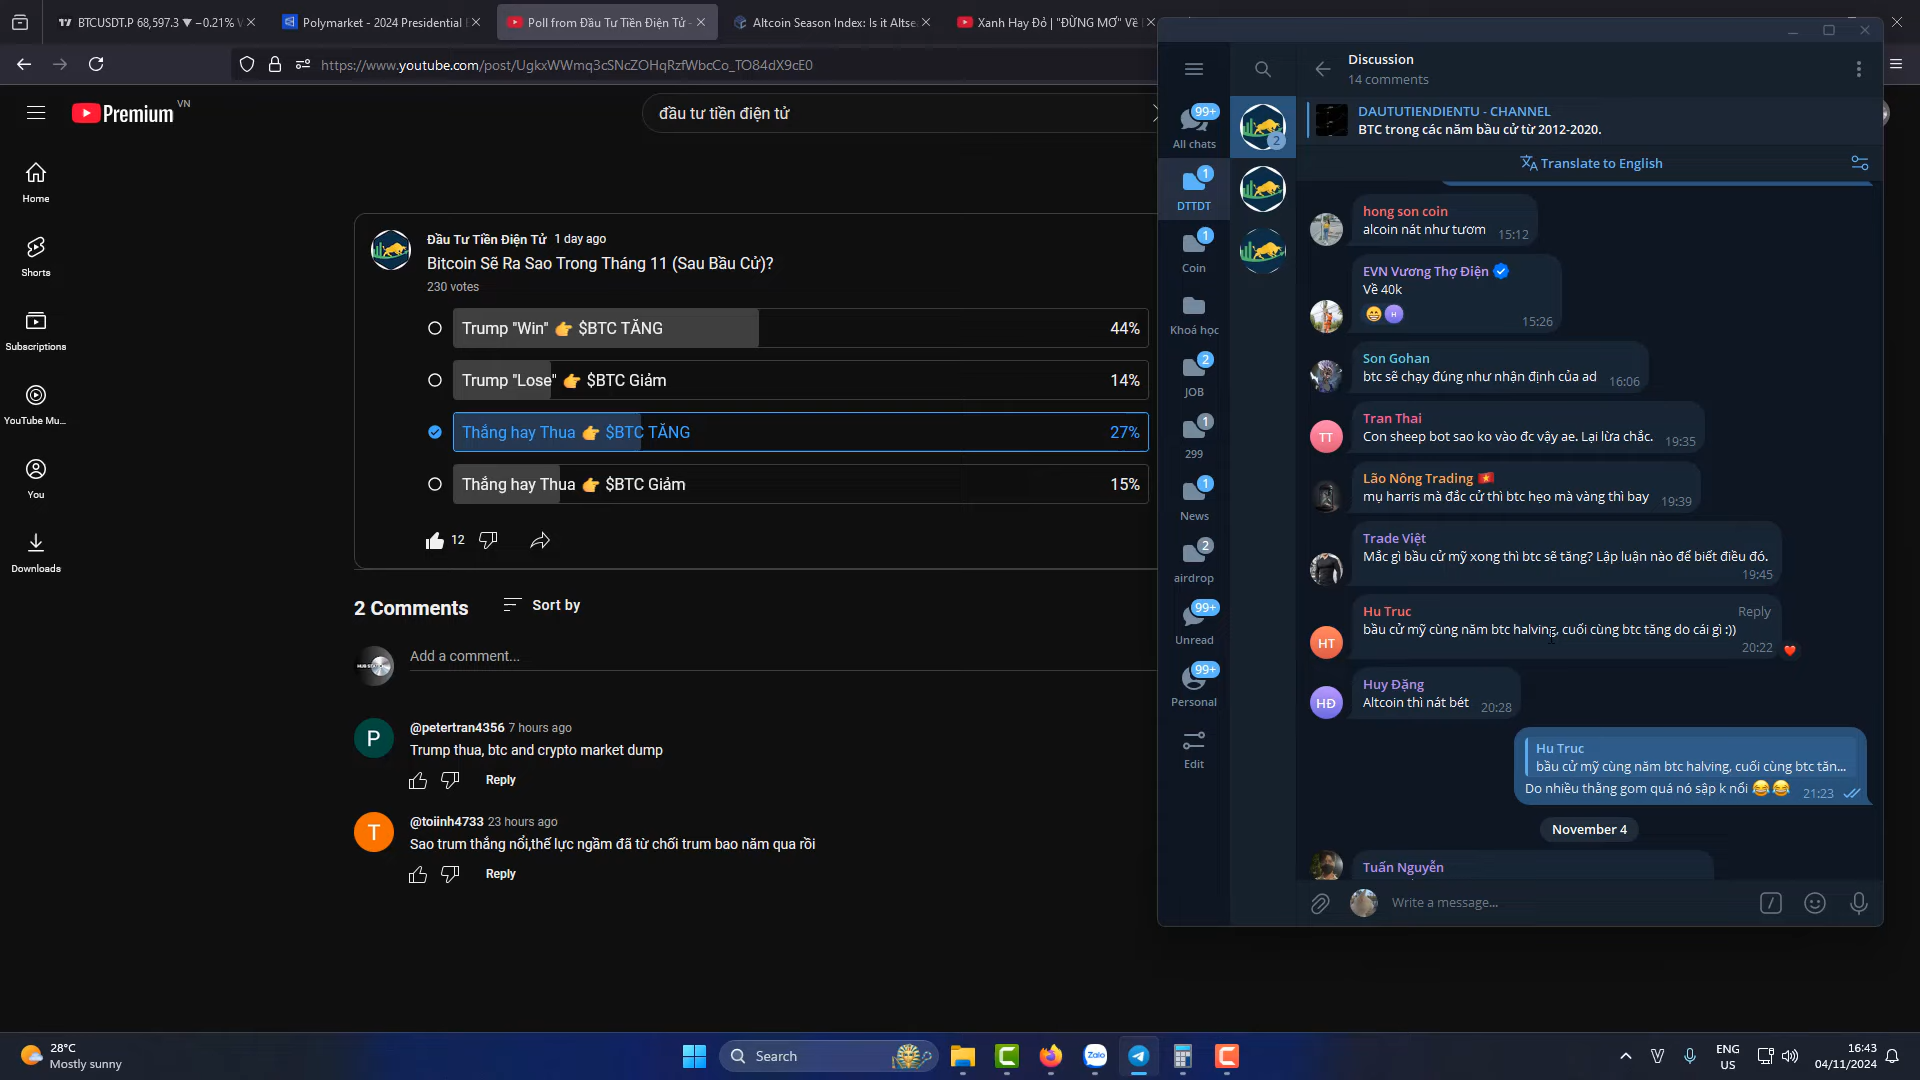 BTCUSDT.P 68,597.3 ▼ −0.21% V
Polymarket - 2024 Presidential
Poll from Đầu Tư Tiền Điện Tử -
Altcoin Season Index: Is it Altse
Xanh Hay Đỏ | "ĐỪNG MƠ" Về
https://www.youtube.com/post/UgkxWWmq3cSNcZOHqRzfWbcCo_TO84dX9cE0
Premium VN
đầu tư tiền điện tử
Home
Shorts
Subscriptions
YouTube Mu...
You
Downloads
Đầu Tư Tiền Điện Tử 1 day ago
Bitcoin Sẽ Ra Sao Trong Tháng 11 (Sau Bầu Cử)?
230 votes
Trump "Win" 👉 $BTC TĂNG 44%
Trump "Lose" 👉 $BTC Giảm 14%
Thắng hay Thua 👉 $BTC TĂNG 27%
Thắng hay Thua 👉 $BTC Giảm 15%
12
2 Comments Sort by
Add a comment...
P
@petertran4356 7 hours ago
Trump thua, btc and crypto market dump
Reply
T
@toiinh4733 23 hours ago
Sao trum thắng nổi,thế lực ngầm đã từ chối trum bao năm qua rồi
Reply
99+
All chats
1
DTTDT
1
Coin
Khoá học
2
JOB
1
299
1
News
2
airdrop
99+
Unread
99+
Personal
Edit
2
Discussion
14 comments
DAUTUTIENDIENTU - CHANNEL
BTC trong các năm bầu cử từ 2012-2020.
Translate to English
hong son coin
alcoin nát như tươm 15:12
EVN Vương Thợ Điện
Về 40k
😁 H 15:26
Son Gohan
btc sẽ chạy đúng như nhận định của ad 16:06
TT
Tran Thai
Con sheep bot sao ko vào đc vậy ae. Lại lừa chắc. 19:35
Lão Nông Trading 🇻🇳
mụ harris mà đắc cử thì btc hẹo mà vàng thì bay 19:39
Trade Việt
Mắc gì bầu cử mỹ xong thì btc sẽ tăng? Lập luận nào để biết điều đó.
19:45
HT
Hu Truc Reply
bầu cử mỹ cùng năm btc halving, cuối cùng btc tăng do cái gì :))
20:22 ❤️
HĐ
Huy Đặng
Altcoin thì nát bét 20:28
Hu Truc
bầu cử mỹ cùng năm btc halving, cuối cùng btc tăn...
Do nhiều thằng gom quá nó sập k nổi 😂😂 21:23
November 4
Tuấn Nguyễn
Write a message...
28°C
Mostly sunny
Search
Zalo
ENG
US
16:43
04/11/2024